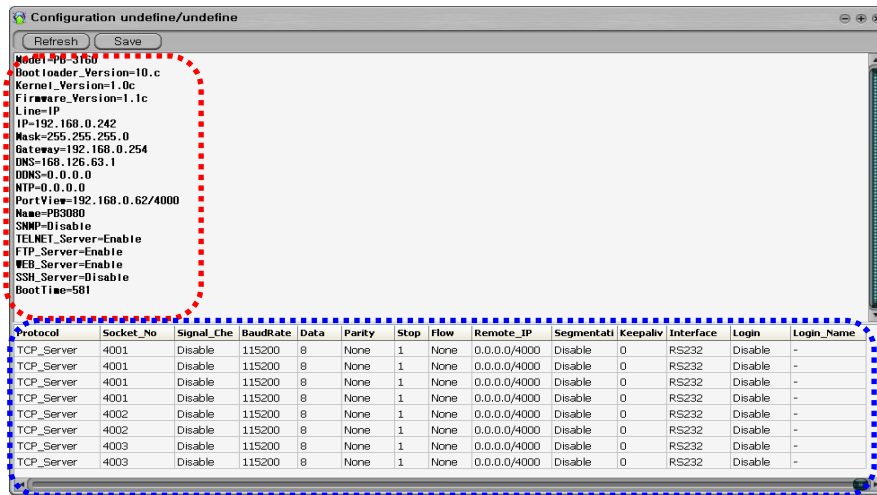 Configuration undefine/undefine
Refresh Save
Model=PB-3160
Bootloader_Version=10.c
Kernel_Version=1.0c
Firmware_Version=1.1c
Line=IP
IP=192.168.0.242
Mask=255.255.255.0
Gateway=192.168.0.254
DNS=168.126.63.1
DDNS=0.0.0.0
NTP=0.0.0.0
PortView=192.168.0.62/4000
Name=PB3080
SNMP=Disable
TELNET_Server=Enable
FTP_Server=Enable
WEB_Server=Enable
SSH_Server=Disable
BootTime=581
Protocol Socket_No Signal_Che BaudRate Data Parity Stop Flow Remote_IP Segmentati Keepaliv Interface Login Login_Name
TCP_Server 4001 Disable 115200 8 None 1 None 0.0.0.0/4000 Disable 0 RS232 Disable -
TCP_Server 4001 Disable 115200 8 None 1 None 0.0.0.0/4000 Disable 0 RS232 Disable -
TCP_Server 4001 Disable 115200 8 None 1 None 0.0.0.0/4000 Disable 0 RS232 Disable -
TCP_Server 4001 Disable 115200 8 None 1 None 0.0.0.0/4000 Disable 0 RS232 Disable -
TCP_Server 4002 Disable 115200 8 None 1 None 0.0.0.0/4000 Disable 0 RS232 Disable -
TCP_Server 4002 Disable 115200 8 None 1 None 0.0.0.0/4000 Disable 0 RS232 Disable -
TCP_Server 4003 Disable 115200 8 None 1 None 0.0.0.0/4000 Disable 0 RS232 Disable -
TCP_Server 4003 Disable 115200 8 None 1 None 0.0.0.0/4000 Disable 0 RS232 Disable -